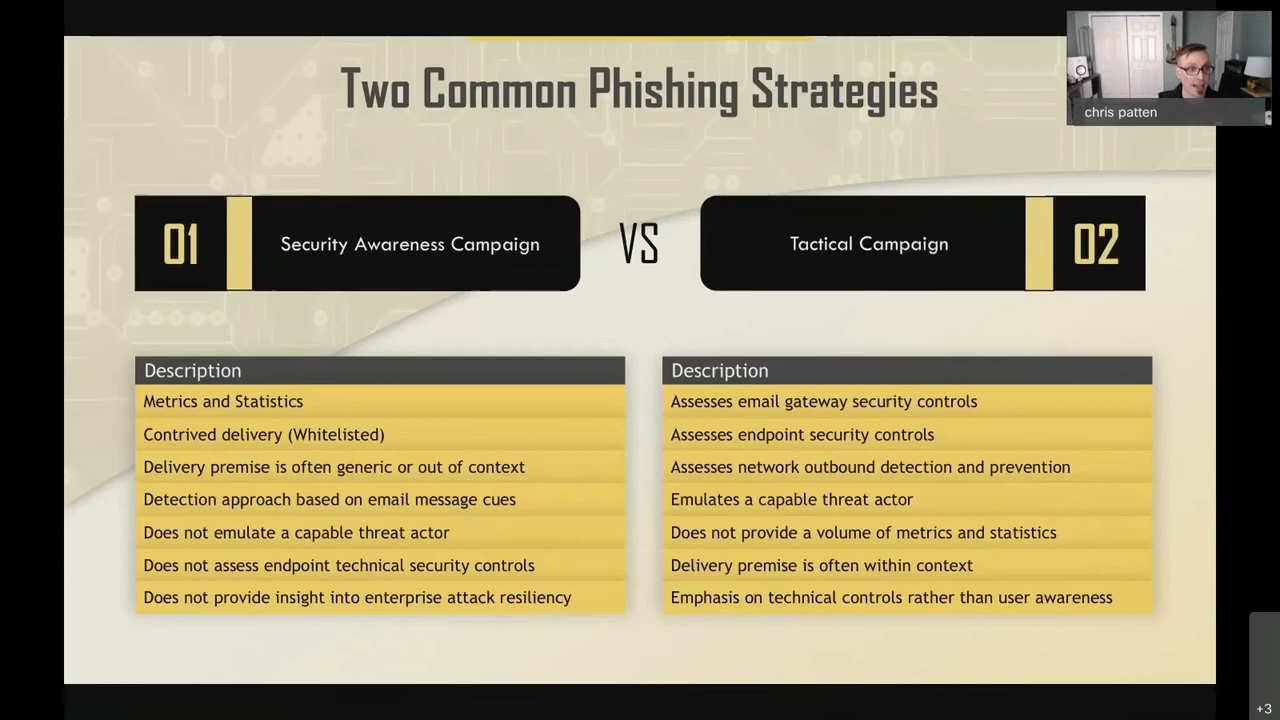 Two Common Phishing Strategies
chris patten
01
Security Awareness Campaign
VS
Tactical Campaign
02
Description
Metrics and Statistics
Contrived delivery (Whitelisted)
Delivery premise is often generic or out of context
Detection approach based on email message cues
Does not emulate a capable threat actor
Does not assess endpoint technical security controls
Does not provide insight into enterprise attack resiliency
Description
Assesses email gateway security controls
Assesses endpoint security controls
Assesses network outbound detection and prevention
Emulates a capable threat actor
Does not provide a volume of metrics and statistics
Delivery premise is often within context
Emphasis on technical controls rather than user awareness
+3